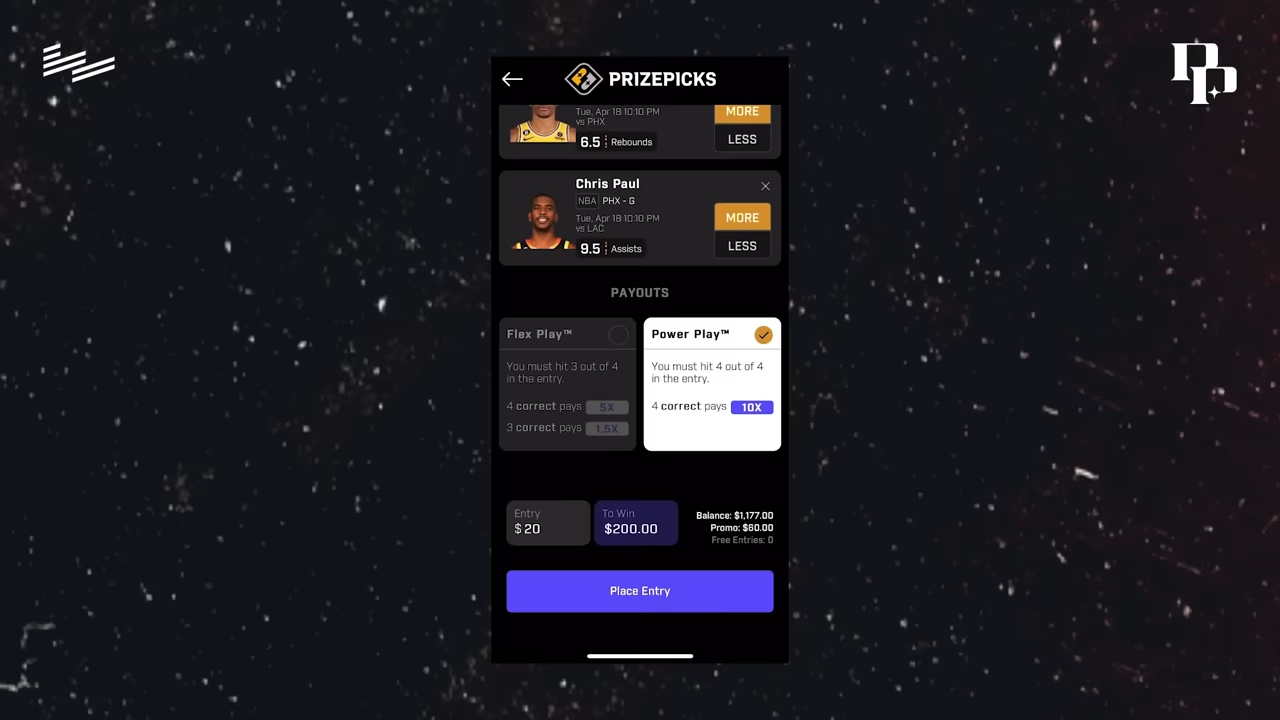 PRIZEPICKS
Tue, Apr 18 10:10 PM
vs PHX
MORE
6.5 Rebounds
LESS
Chris Paul
NBA PHX - G
Tue, Apr 18 10:10 PM
vs LAC
MORE
9.5 Assists
LESS
PAYOUTS
Flex Play™
You must hit 3 out of 4
in the entry.
4 correct pays 5X
3 correct pays 1.5X
Power Play™
You must hit 4 out of 4
in the entry.
4 correct pays 10X
Entry
$ 20
To Win
$200.00
Balance: $1,177.00
Promo: $60.00
Free Entries: 0
Place Entry
PP